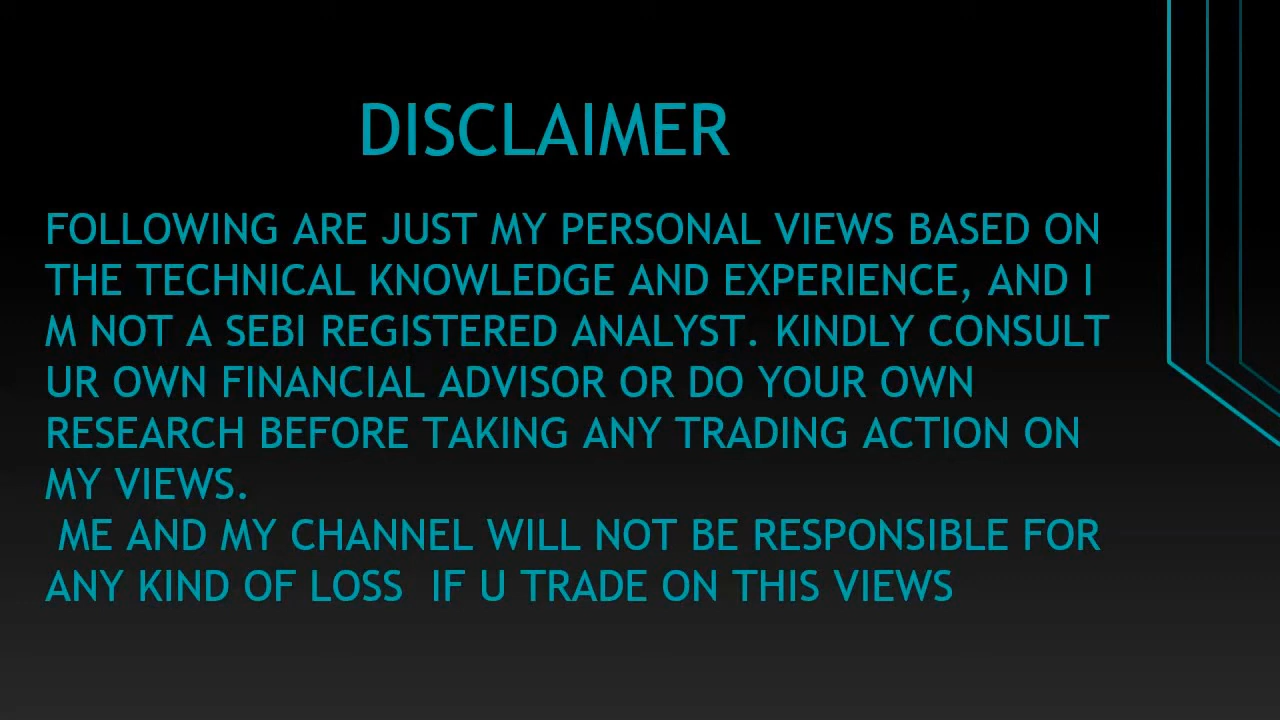 DISCLAIMER
FOLLOWING ARE JUST MY PERSONAL VIEWS BASED ON
THE TECHNICAL KNOWLEDGE AND EXPERIENCE, AND I
M NOT A SEBI REGISTERED ANALYST. KINDLY CONSULT
UR OWN FINANCIAL ADVISOR OR DO YOUR OWN
RESEARCH BEFORE TAKING ANY TRADING ACTION ON
MY VIEWS.
ME AND MY CHANNEL WILL NOT BE RESPONSIBLE FOR
ANY KIND OF LOSS  IF U TRADE ON THIS VIEWS